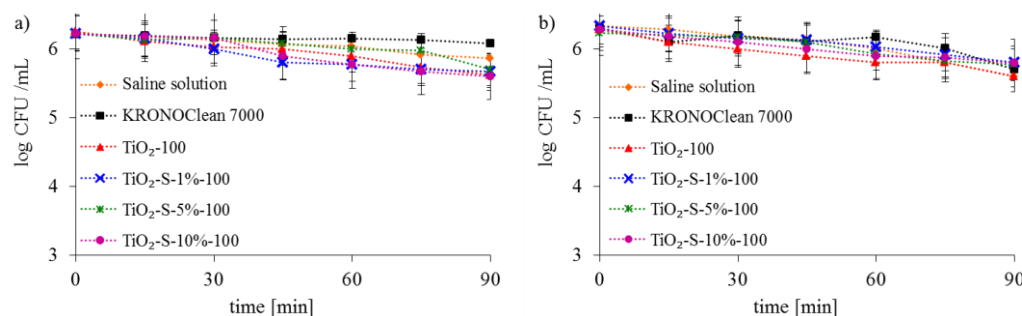 a)
6
5
4
3
log CFU /mL
Saline solution
KRONOClean 7000
TiO₂-100
TiO₂-S-1%-100
TiO₂-S-5%-100
TiO₂-S-10%-100
0 30 60 90
time [min]
b)
6
5
4
3
log CFU /mL
Saline solution
KRONOClean 7000
TiO₂-100
TiO₂-S-1%-100
TiO₂-S-5%-100
TiO₂-S-10%-100
0 30 60 90
time [min]